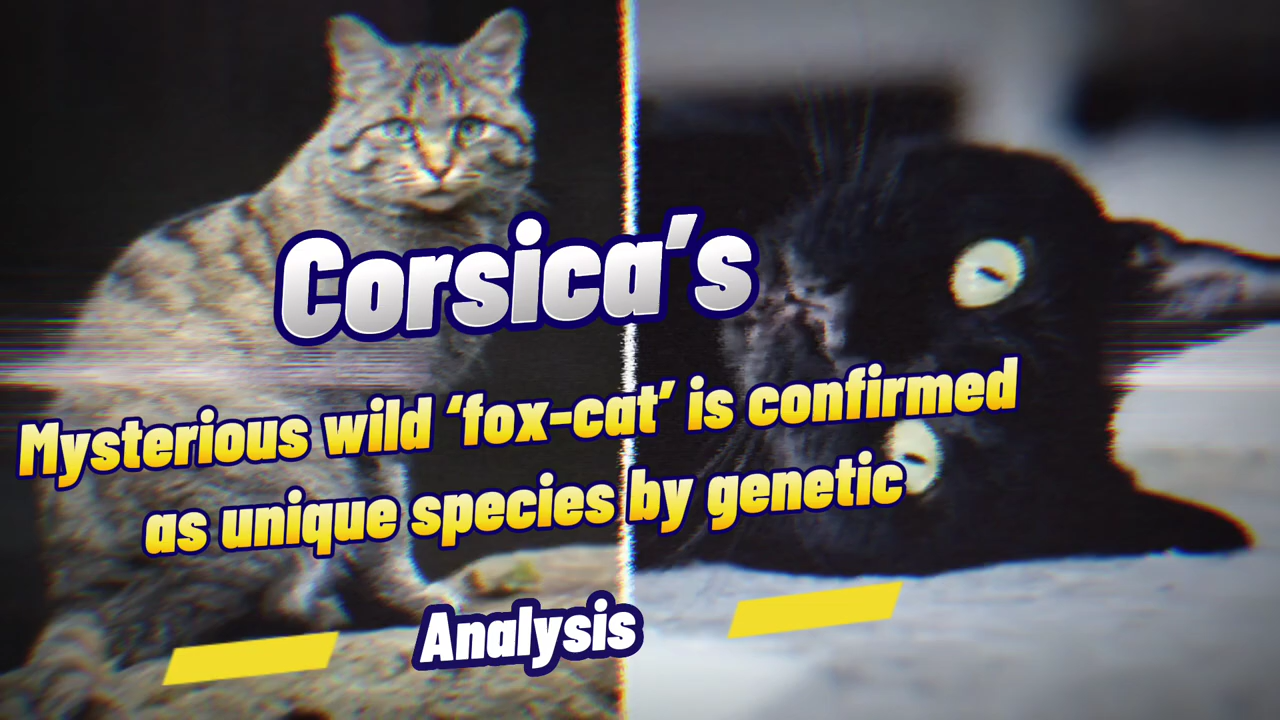 Corsica’s
Mysterious wild ‘fox-cat’ is confirmed
as unique species by genetic
Analysis